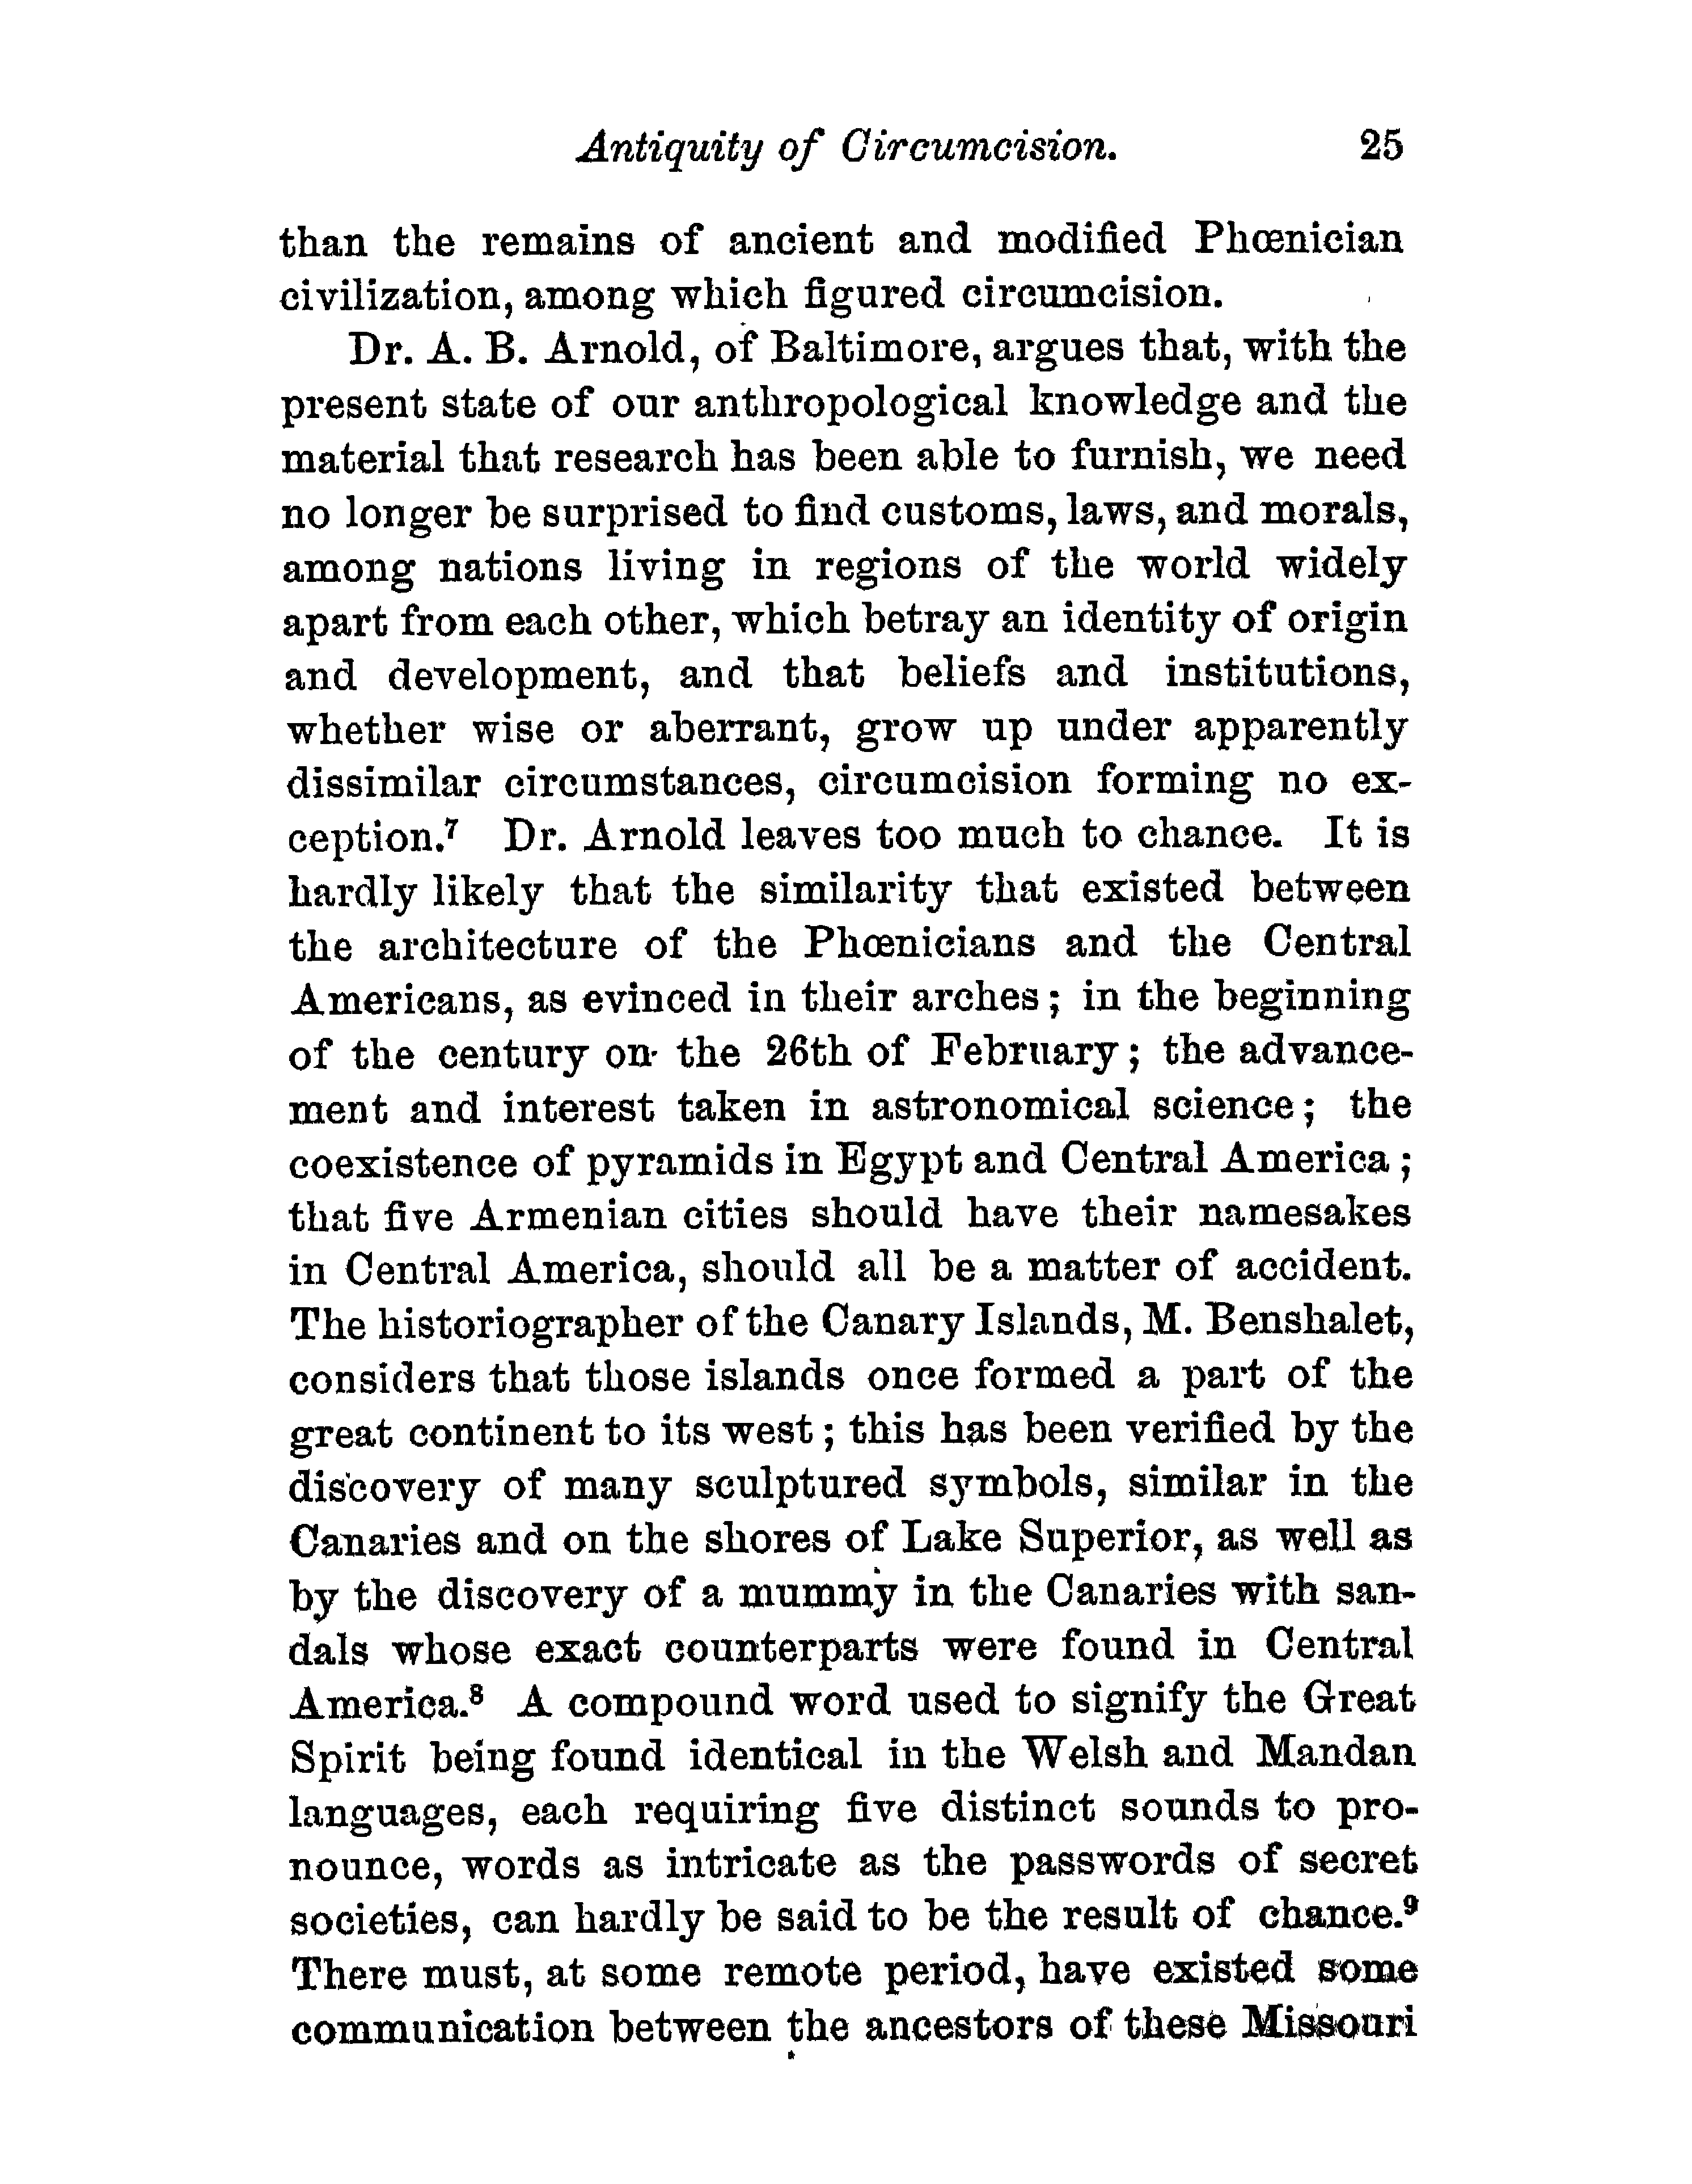 Antiquity of Circumcision. 25
than the remains of ancient and modified Phœnician
civilization, among which figured circumcision.
Dr. A. B. Arnold, of Baltimore, argues that, with the
present state of our anthropological knowledge and the
material that research has been able to furnish, we need
no longer be surprised to find customs, laws, and morals,
among nations living in regions of the world widely
apart from each other, which betray an identity of origin
and development, and that beliefs and institutions,
whether wise or aberrant, grow up under apparently
dissimilar circumstances, circumcision forming no ex-
ception.⁷ Dr. Arnold leaves too much to chance. It is
hardly likely that the similarity that existed between
the architecture of the Phœnicians and the Central
Americans, as evinced in their arches; in the beginning
of the century on the 26th of February; the advance-
ment and interest taken in astronomical science; the
coexistence of pyramids in Egypt and Central America;
that five Armenian cities should have their namesakes
in Central America, should all be a matter of accident.
The historiographer of the Canary Islands, M. Benshalet,
considers that those islands once formed a part of the
great continent to its west; this has been verified by the
discovery of many sculptured symbols, similar in the
Canaries and on the shores of Lake Superior, as well as
by the discovery of a mummy in the Canaries with san-
dals whose exact counterparts were found in Central
America.⁸ A compound word used to signify the Great
Spirit being found identical in the Welsh and Mandan
languages, each requiring five distinct sounds to pro-
nounce, words as intricate as the passwords of secret
societies, can hardly be said to be the result of chance.⁹
There must, at some remote period, have existed some
communication between the ancestors of these Missouri